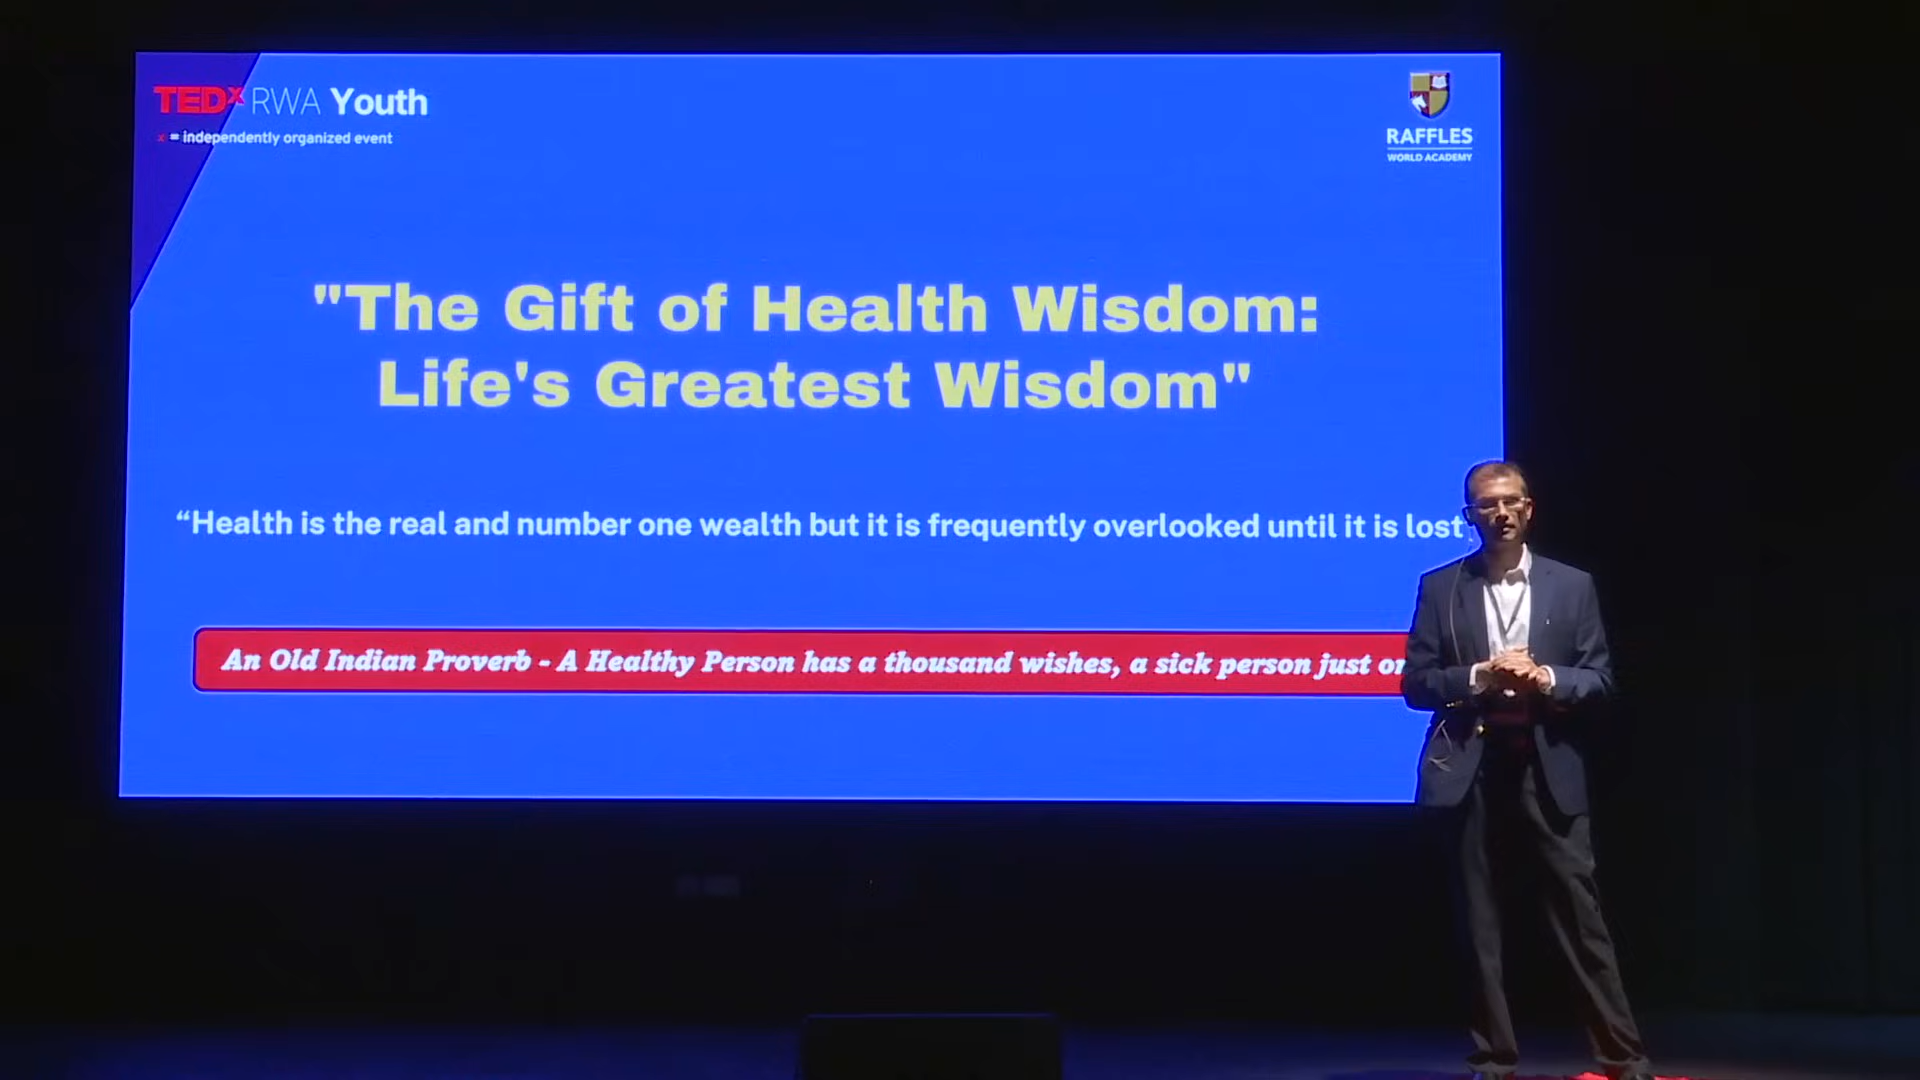 TEDx RWA Youth
x = independently organized event
RAFFLES
WORLD ACADEMY
"The Gift of Health Wisdom:
Life's Greatest Wisdom"
“Health is the real and number one wealth but it is frequently overlooked until it is lost
An Old Indian Proverb - A Healthy Person has a thousand wishes, a sick person just